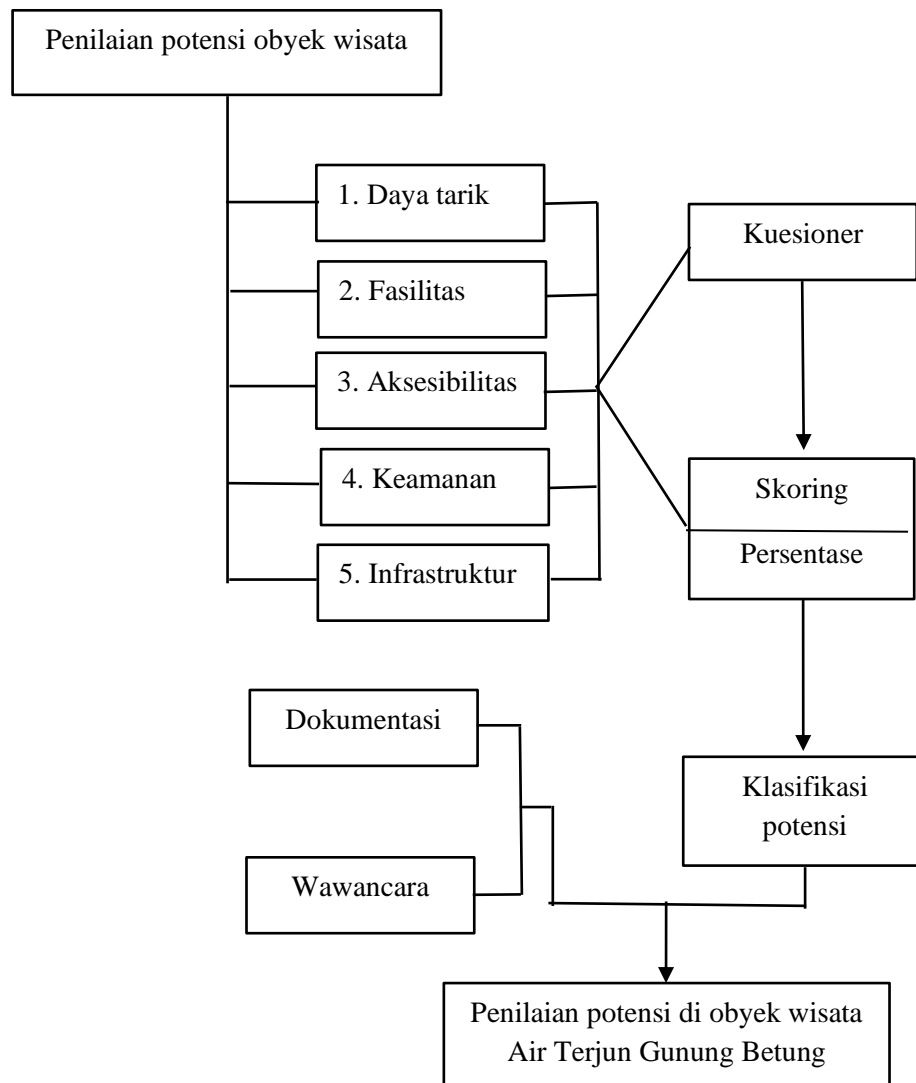 Penilaian potensi obyek wisata
1. Daya tarik
2. Fasilitas
3. Aksesibilitas
4. Keamanan
5. Infrastruktur
Kuesioner
Skoring
Persentase
Dokumentasi
Wawancara
Klasifikasi
potensi
Penilaian potensi di obyek wisata
Air Terjun Gunung Betung